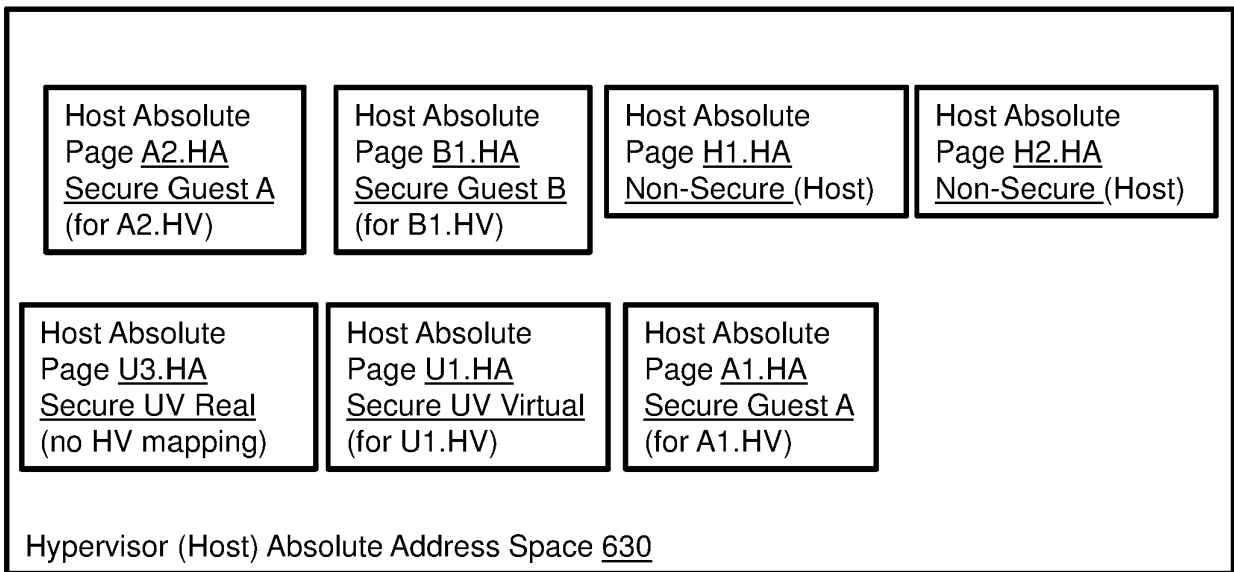 Host Absolute
Page A2.HA
Secure Guest A
(for A2.HV)
Host Absolute
Page B1.HA
Secure Guest B
(for B1.HV)
Host Absolute
Page H1.HA
Non-Secure (Host)
Host Absolute
Page H2.HA
Non-Secure (Host)
Host Absolute
Page U3.HA
Secure UV Real
(no HV mapping)
Host Absolute
Page U1.HA
Secure UV Virtual
(for U1.HV)
Host Absolute
Page A1.HA
Secure Guest A
(for A1.HV)
Hypervisor (Host) Absolute Address Space 630